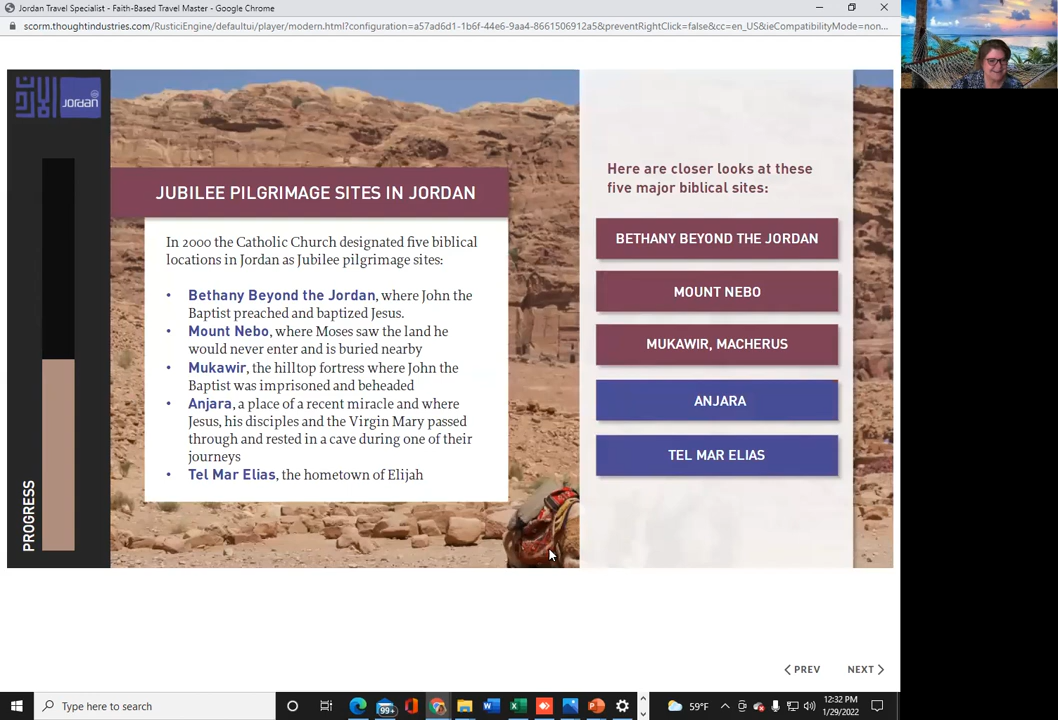 Jordan Travel Specialist - Faith-Based Travel Master - Google Chrome
scorm.thoughtindustries.com/RusticiEngine/defaultui/player/modern.html?configuration=a57ad6d1-1b6f-44e6-9aa4-8661506912a5&preventRightClick=false&cc=en_US&ieCompatibilityMode=non...
الأردن
Jordan
JUBILEE PILGRIMAGE SITES IN JORDAN
In 2000 the Catholic Church designated five biblical
locations in Jordan as Jubilee pilgrimage sites:
• Bethany Beyond the Jordan, where John the
Baptist preached and baptized Jesus.
• Mount Nebo, where Moses saw the land he
would never enter and is buried nearby
• Mukawir, the hilltop fortress where John the
Baptist was imprisoned and beheaded
• Anjara, a place of a recent miracle and where
Jesus, his disciples and the Virgin Mary passed
through and rested in a cave during one of their
journeys
• Tel Mar Elias, the hometown of Elijah
PROGRESS
Here are closer looks at these
five major biblical sites:
BETHANY BEYOND THE JORDAN
MOUNT NEBO
MUKAWIR, MACHERUS
ANJARA
TEL MAR ELIAS
PREV
NEXT
Type here to search
99+
59°F
12:32 PM
1/29/2022